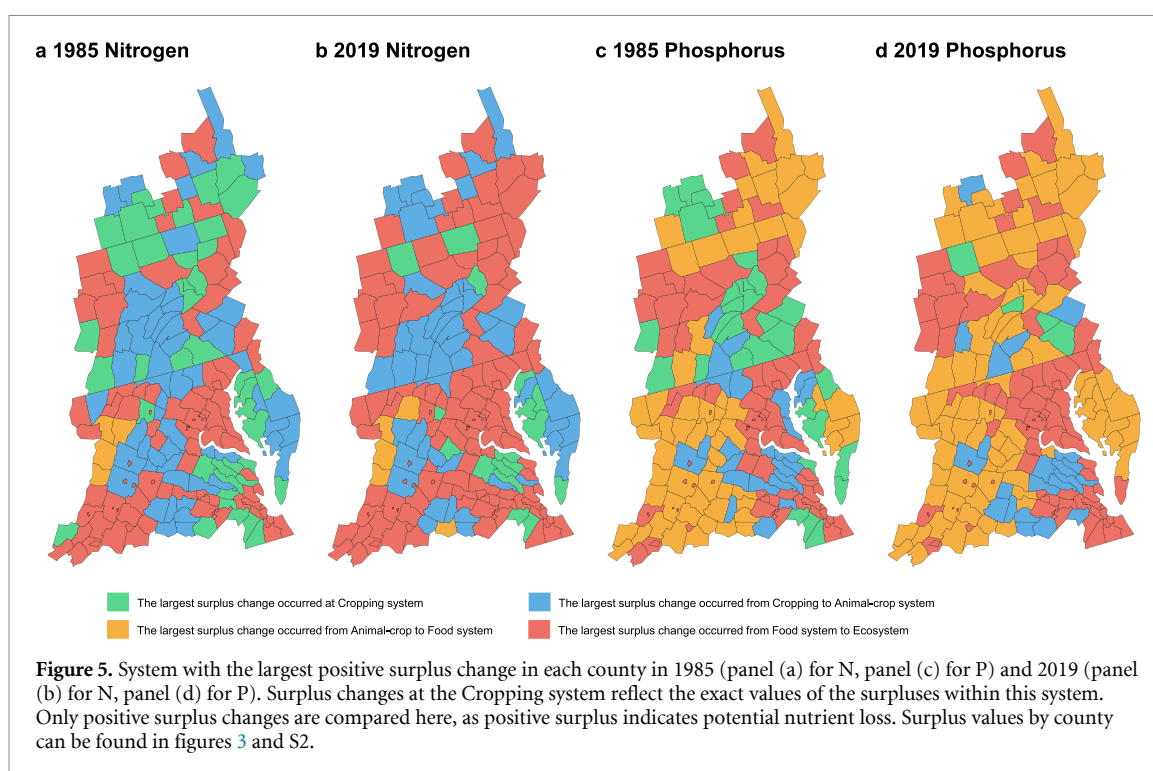 a 1985 Nitrogen
b 2019 Nitrogen
c 1985 Phosphorus
d 2019 Phosphorus
The largest surplus change occurred at Cropping system
The largest surplus change occurred from Cropping to Animal-crop system
The largest surplus change occurred from Animal-crop to Food system
The largest surplus change occurred from Food system to Ecosystem
Figure 5. System with the largest positive surplus change in each county in 1985 (panel (a) for N, panel (c) for P) and 2019 (panel
(b) for N, panel (d) for P). Surplus changes at the Cropping system reflect the exact values of the surpluses within this system.
Only positive surplus changes are compared here, as positive surplus indicates potential nutrient loss. Surplus values by county
can be found in figures 3 and S2.